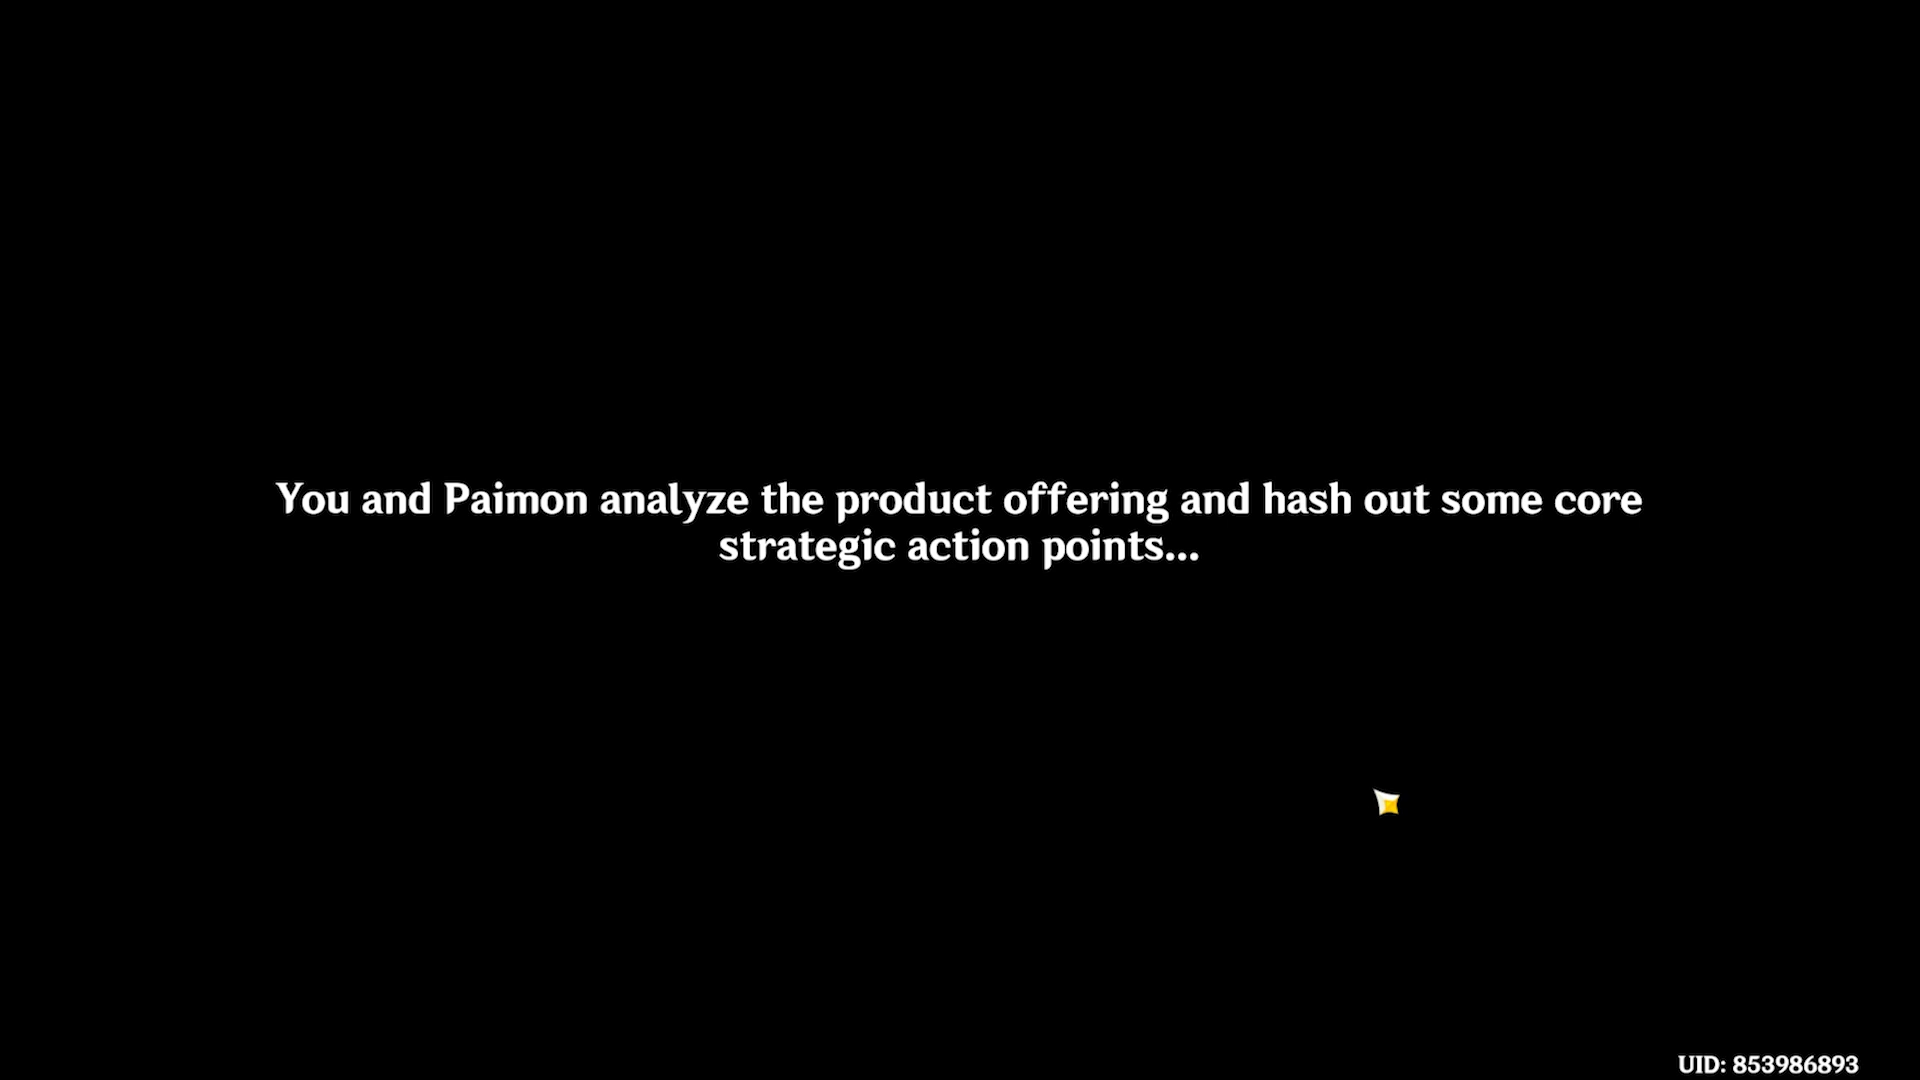 You and Paimon analyze the product offering and hash out some core
strategic action points...
UID: 853986893